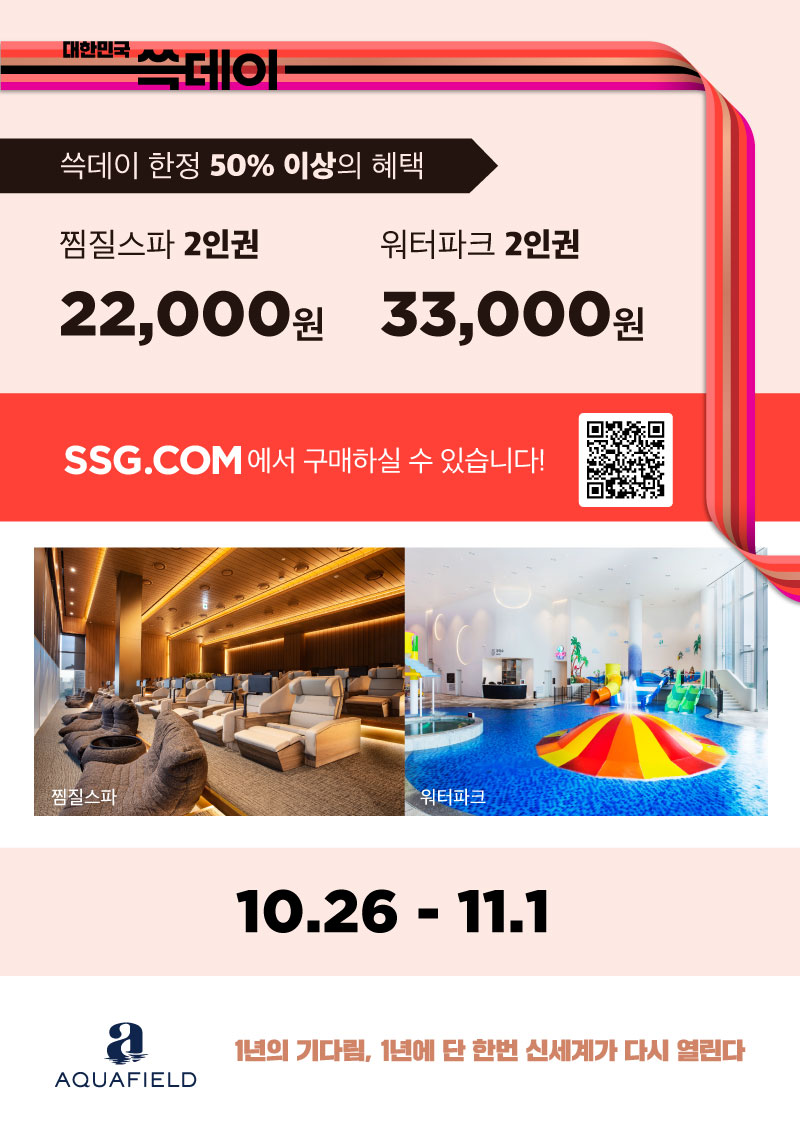 대한민국
쓱데이
쓱데이 한정 50% 이상의 혜택
찜질스파 2인권
22,000원
워터파크 2인권
33,000원
SSG.COM에서 구매하실 수 있습니다!
찜질스파
워터파크
10.26 - 11.1
a
AQUAFIELD
1년의 기다림, 1년에 단 한번 신세계가 다시 열린다